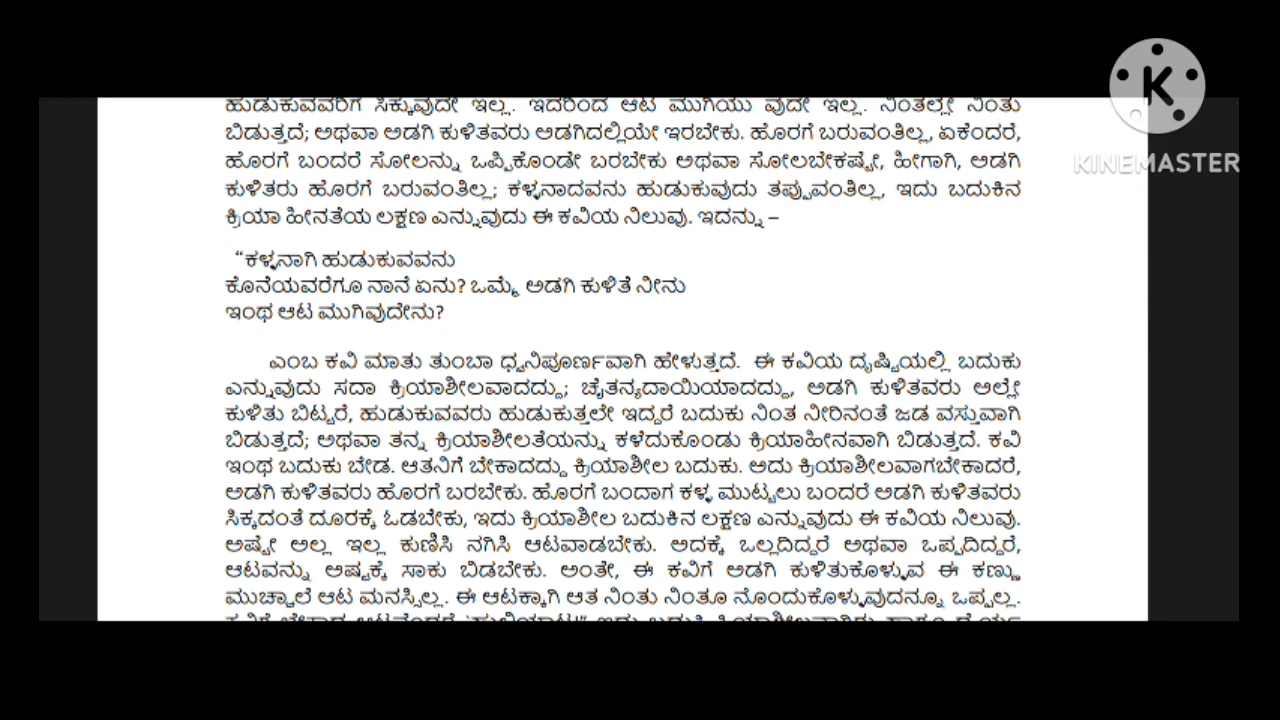 ಹುಡುಕುವವರಿಗೆ ಸಿಕ್ಕುವುದೇ ಇಲ್ಲ. ಇದರಿಂದ ಆಟ ಮುಗಿಯು ವುದೇ ಇಲ್ಲ. ನಿಂತಲ್ಲೇ ನಿಂತು
ಬಿಡುತ್ತದೆ; ಅಥವಾ ಅಡಗಿ ಕುಳಿತವರು ಅಡಗಿದಲ್ಲಿಯೇ ಇರಬೇಕು. ಹೊರಗೆ ಬರುವಂತಿಲ್ಲ, ಏಕೆಂದರೆ,
ಹೊರಗೆ ಬಂದರೆ ಸೋಲನ್ನು ಒಪ್ಪಿಕೊಂಡೇ ಬರಬೇಕು ಅಥವಾ ಸೋಲಬೇಕಷ್ಟೇ, ಹೀಗಾಗಿ, ಅಡಗಿ
ಕುಳಿತರು ಹೊರಗೆ ಬರುವಂತಿಲ್ಲ; ಕಳ್ಳನಾದವನು ಹುಡುಕುವುದು ತಪ್ಪುವಂತಿಲ್ಲ, ಇದು ಬದುಕಿನ
ಕ್ರಿಯಾ ಹೀನತೆಯ ಲಕ್ಷಣ ಎನ್ನುವುದು ಈ ಕವಿಯ ನಿಲುವು. ಇದನ್ನು –
“ಕಳ್ಳನಾಗಿ ಹುಡುಕುವವನು
ಕೊನೆಯವರೆಗೂ ನಾನೆ ಏನು? ಒಮ್ಮೆ ಅಡಗಿ ಕುಳಿತೆ ನೀನು
ಇಂಥ ಆಟ ಮುಗಿವುದೇನು?
ಎಂಬ ಕವಿ ಮಾತು ತುಂಬಾ ಧ್ವನಿಪೂರ್ಣವಾಗಿ ಹೇಳುತ್ತದೆ. ಈ ಕವಿಯ ದೃಷ್ಟಿಯಲ್ಲಿ ಬದುಕು
ಎನ್ನುವುದು ಸದಾ ಕ್ರಿಯಾಶೀಲವಾದದ್ದು; ಚೈತನ್ಯದಾಯಿಯಾದದ್ದು, ಅಡಗಿ ಕುಳಿತವರು ಅಲ್ಲೇ
ಕುಳಿತು ಬಿಟ್ಟರೆ, ಹುಡುಕುವವರು ಹುಡುಕುತ್ತಲೇ ಇದ್ದರೆ ಬದುಕು ನಿಂತ ನೀರಿನಂತೆ ಜಡ ವಸ್ತುವಾಗಿ
ಬಿಡುತ್ತದೆ; ಅಥವಾ ತನ್ನ ಕ್ರಿಯಾಶೀಲತೆಯನ್ನು ಕಳೆದುಕೊಂಡು ಕ್ರಿಯಾಹೀನವಾಗಿ ಬಿಡುತ್ತದೆ. ಕವಿ
ಇಂಥ ಬದುಕು ಬೇಡ. ಆತನಿಗೆ ಬೇಕಾದದ್ದು ಕ್ರಿಯಾಶೀಲ ಬದುಕು. ಅದು ಕ್ರಿಯಾಶೀಲವಾಗಬೇಕಾದರೆ,
ಅಡಗಿ ಕುಳಿತವರು ಹೊರಗೆ ಬರಬೇಕು. ಹೊರಗೆ ಬಂದಾಗ ಕಳ್ಳ ಮುಟ್ಟಲು ಬಂದರೆ ಅಡಗಿ ಕುಳಿತವರು
ಸಿಕ್ಕದಂತೆ ದೂರಕ್ಕೆ ಓಡಬೇಕು, ಇದು ಕ್ರಿಯಾಶೀಲ ಬದುಕಿನ ಲಕ್ಷಣ ಎನ್ನುವುದು ಈ ಕವಿಯ ನಿಲುವು.
ಅಷ್ಟೇ ಅಲ್ಲ ಇಲ್ಲ ಕುಣಿಸಿ ನಗಿಸಿ ಆಟವಾಡಬೇಕು. ಅದಕ್ಕೆ ಒಲ್ಲದಿದ್ದರೆ ಅಥವಾ ಒಪ್ಪದಿದ್ದರೆ,
ಆಟವನ್ನು ಅಷ್ಟಕ್ಕೆ ಸಾಕು ಬಿಡಬೇಕು. ಅಂತೇ, ಈ ಕವಿಗೆ ಅಡಗಿ ಕುಳಿತುಕೊಳ್ಳುವ ಈ ಕಣ್ಣು
ಮುಚ್ಚಾಲೆ ಆಟ ಮನಸ್ಸಿಲ್ಲ. ಈ ಆಟಕ್ಕಾಗಿ ಆತ ನಿಂತು ನಿಂತೂ ನೊಂದುಕೊಳ್ಳುವುದನ್ನೂ ಒಪ್ಪಲ್ಲ.
K
KINEMASTER